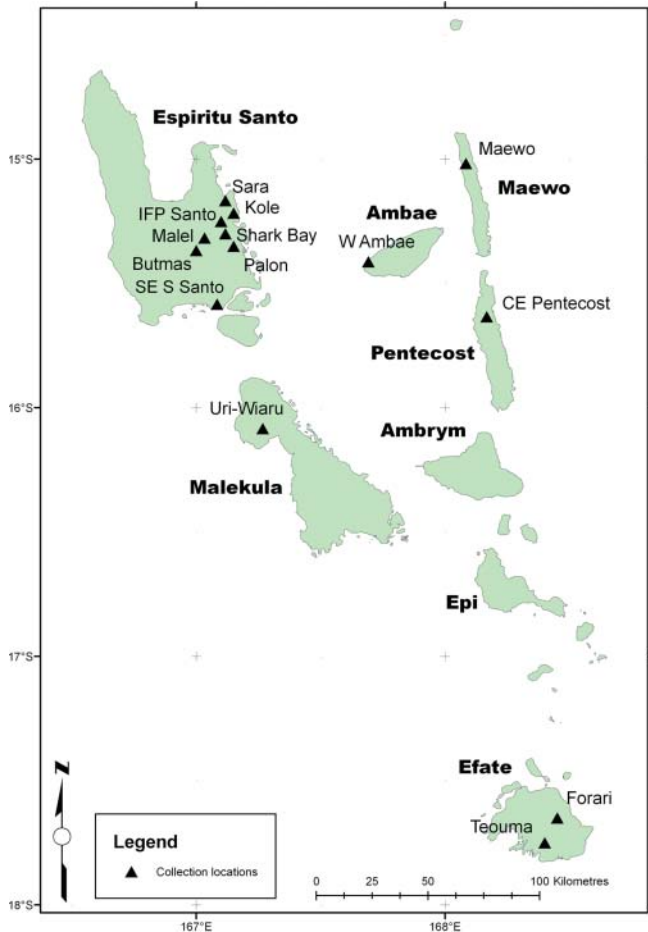 Espiritu Santo
15°S
Sara
Maewo
IFP Santo
Kole
Maewo
Ambae
Malel
Shark Bay
W Ambae
Butmas
Palon
SE S Santo
CE Pentecost
Pentecost
16°S
Uri-Wiaru
Ambrym
Malekula
Epi
17°S
Efate
N
Forari
Teouma
Legend
Collection locations
0 25 50 100 Kilometres
18°S
167°E
168°E